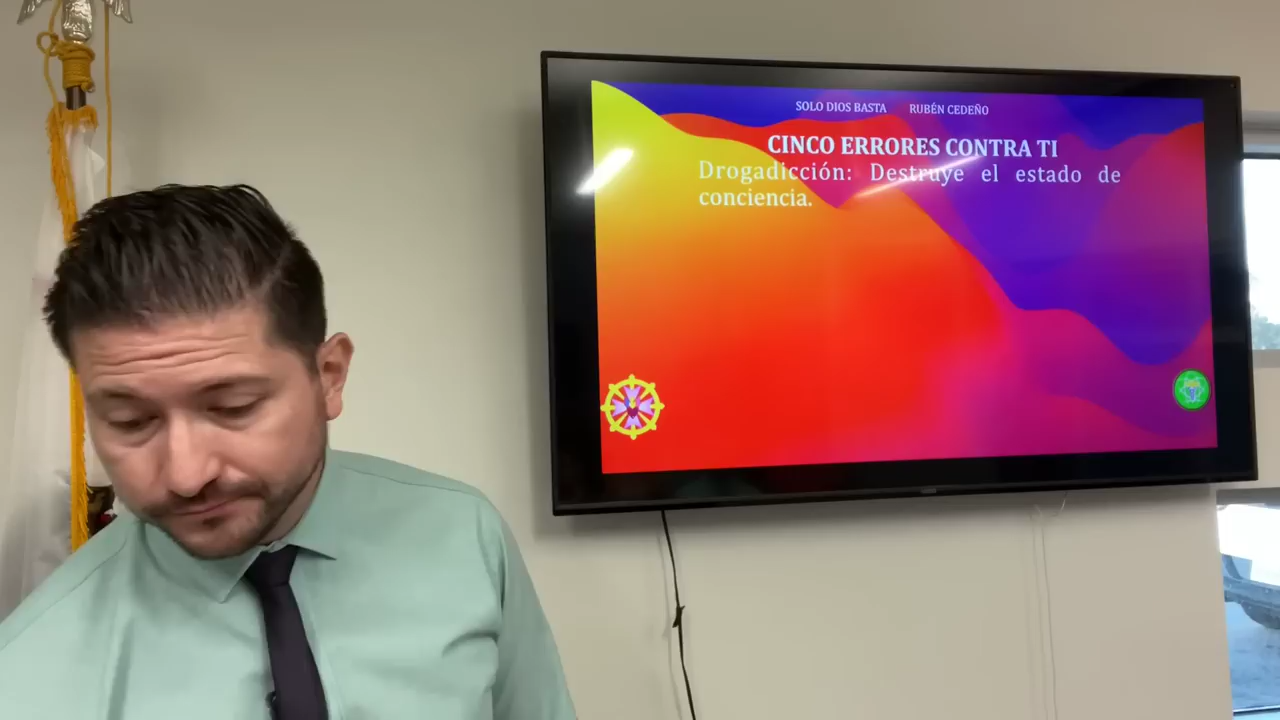 SOLO DIOS BASTA RUBÉN CEDEÑO
CINCO ERRORES CONTRA TI
Drogadicción: Destruye el estado de
conciencia.